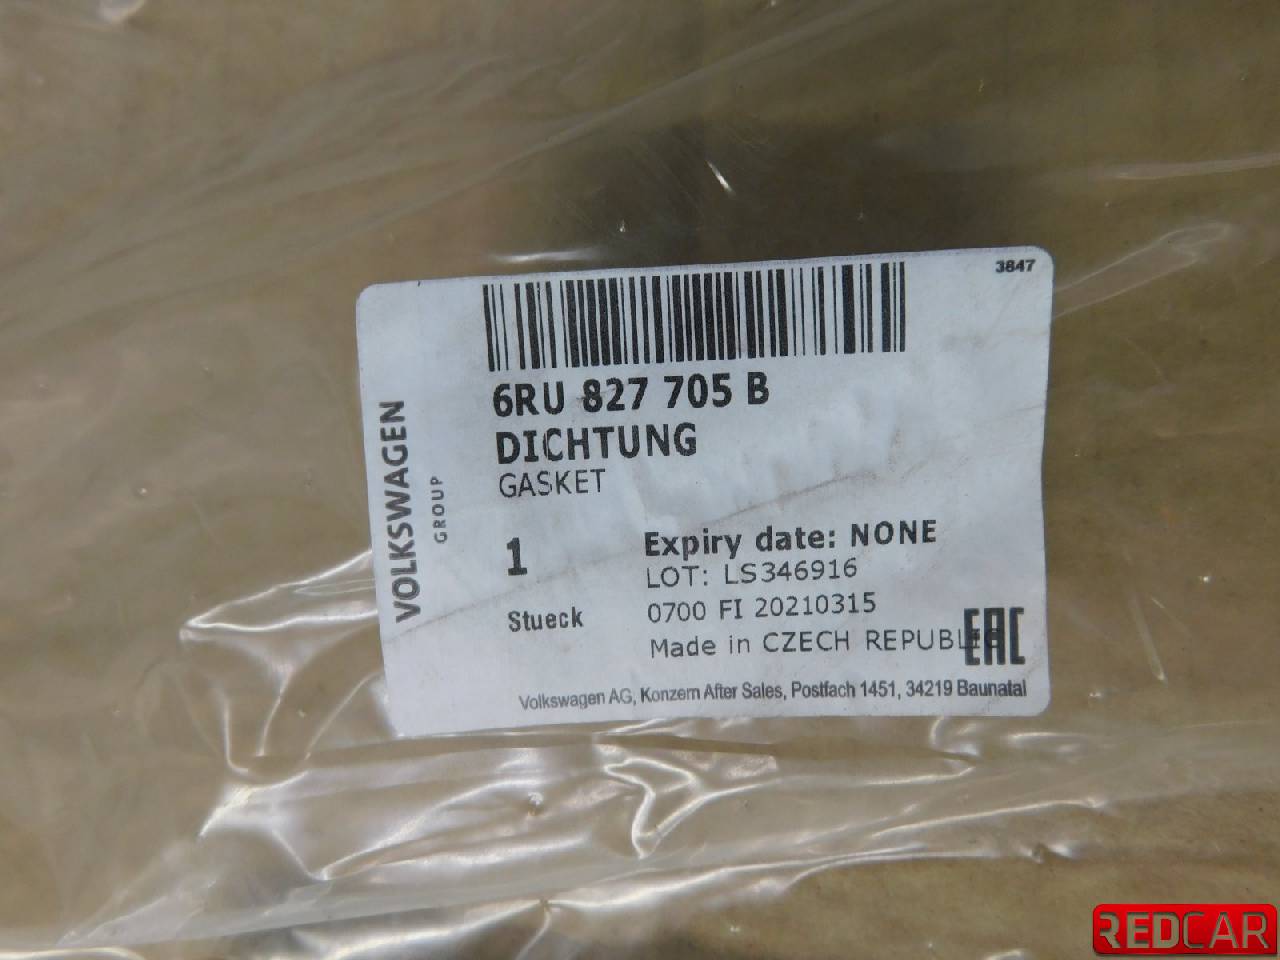 3847
6RU 827 705 B
DICHTUNG
GASKET
VOLKSWAGEN
GROUP
1
Stueck
Expiry date: NONE
LOT: LS346916
0700 FI 20210315
Made in CZECH REPUBLIC
EAC
Volkswagen AG, Konzern After Sales, Postfach 1451, 34219 Baunatal
REDCAR